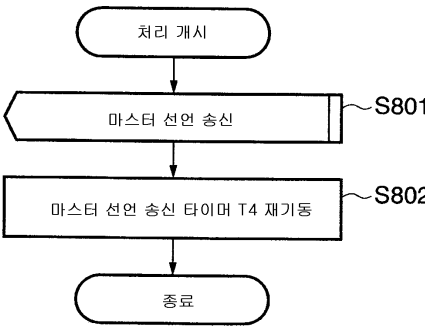 처리 개시
마스터 선언 송신
S801
마스터 선언 송신 타이머 T4 재기동
S802
종료